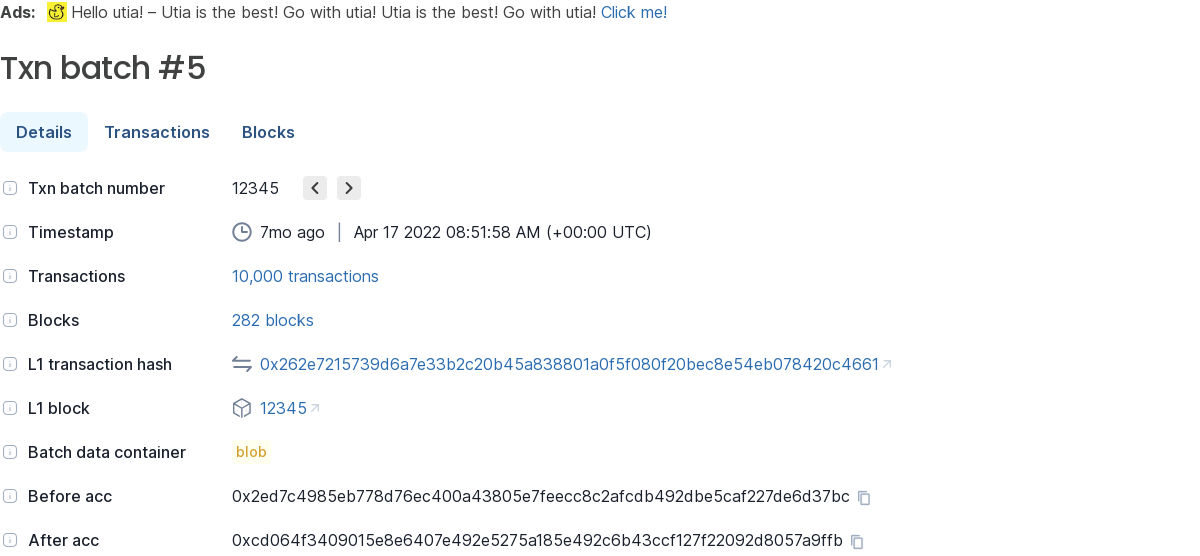 Ads: Hello utia! – Utia is the best! Go with utia! Utia is the best! Go with utia! Click me!
Txn batch #5
Details Transactions Blocks
Txn batch number 12345
Timestamp 7mo ago | Apr 17 2022 08:51:58 AM (+00:00 UTC)
Transactions 10,000 transactions
Blocks 282 blocks
L1 transaction hash 0x262e7215739d6a7e33b2c20b45a838801a0f5f080f20bec8e54eb078420c4661
L1 block 12345
Batch data container blob
Before acc 0x2ed7c4985eb778d76ec400a43805e7feecc8c2afcdb492dbe5caf227de6d37bc
After acc 0xcd064f3409015e8e6407e492e5275a185e492c6b43ccf127f22092d8057a9ffb